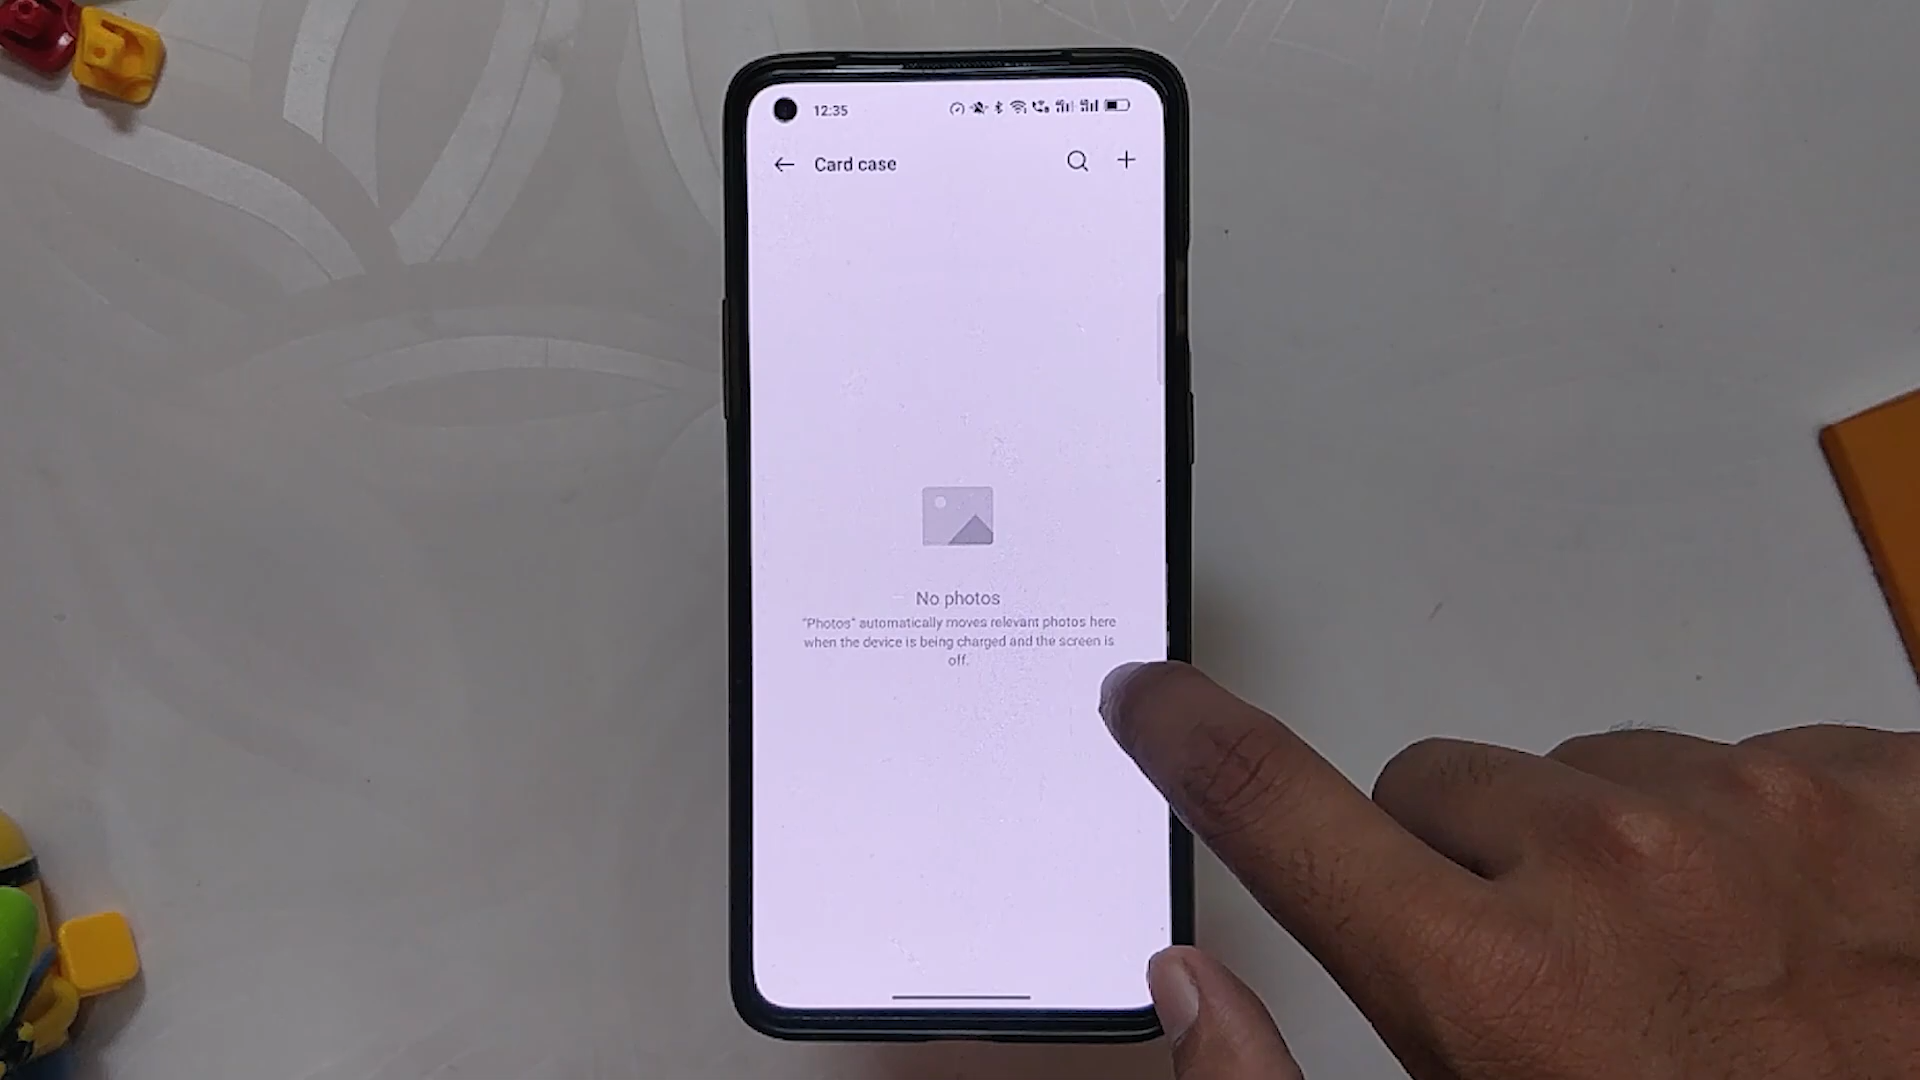 12:35
Card case
No photos
"Photos" automatically moves relevant photos here
when the device is being charged and the screen is
off.